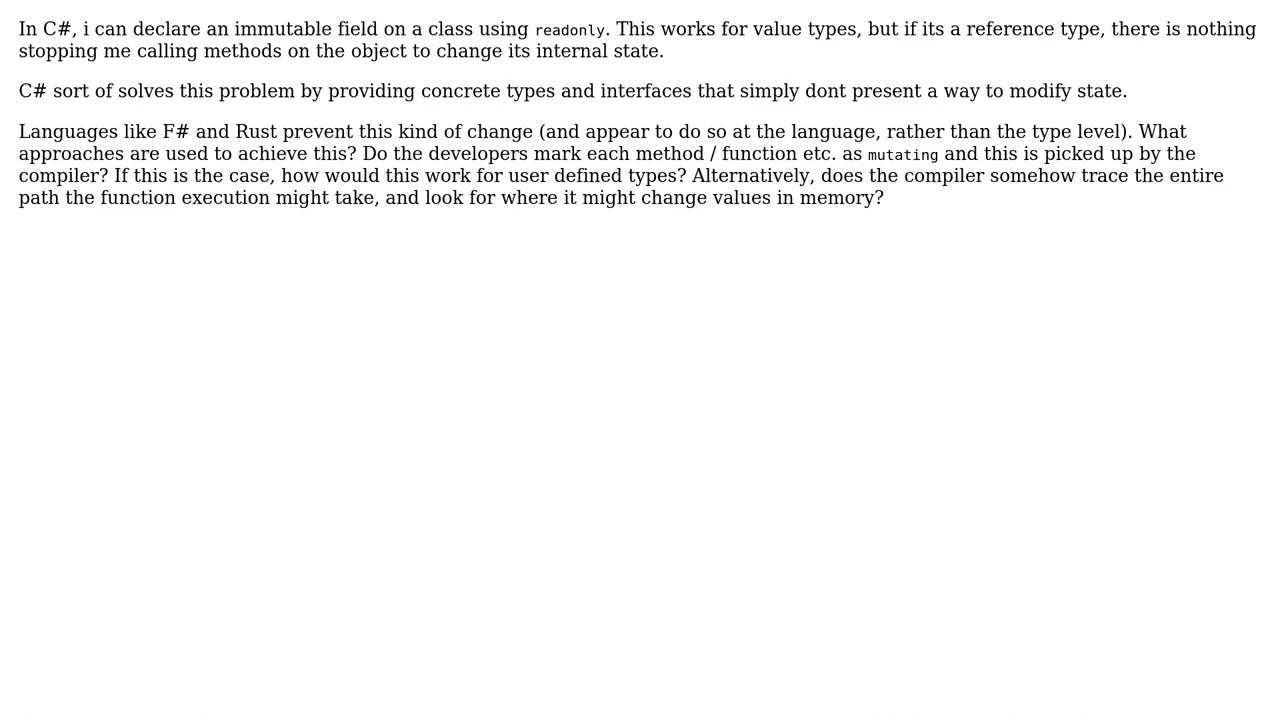 In C#, i can declare an immutable field on a class using readonly. This works for value types, but if its a reference type, there is nothing
stopping me calling methods on the object to change its internal state.
C# sort of solves this problem by providing concrete types and interfaces that simply dont present a way to modify state.
Languages like F# and Rust prevent this kind of change (and appear to do so at the language, rather than the type level). What
approaches are used to achieve this? Do the developers mark each method / function etc. as mutating and this is picked up by the
compiler? If this is the case, how would this work for user defined types? Alternatively, does the compiler somehow trace the entire
path the function execution might take, and look for where it might change values in memory?